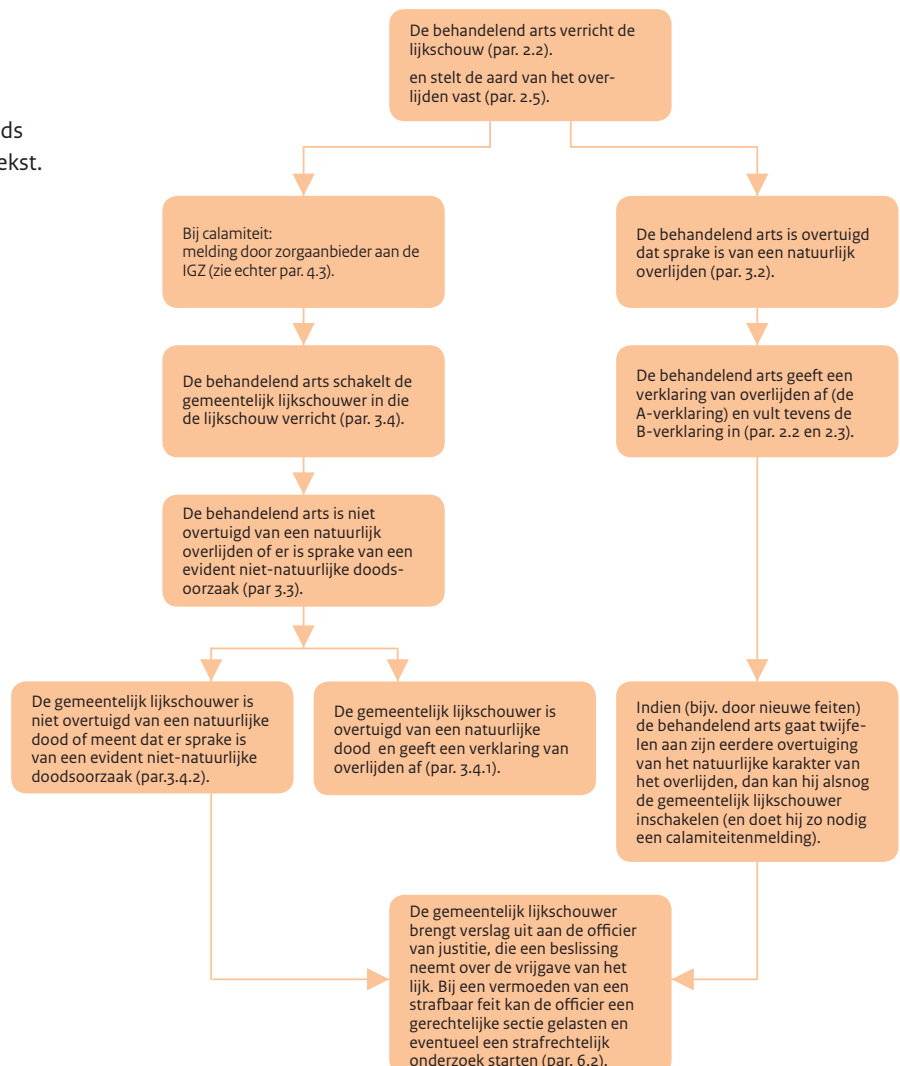 De behandelend arts verricht de
lijkschouw (par. 2.2).
en stelt de aard van het over-
lijden vast (par. 2.5).
ds
ekst.
Bij calamiteit:
melding door zorgaanbieder aan de
IGZ (zie echter par. 4.3).
De behandelend arts is overtuigd
dat sprake is van een natuurlijk
overlijden (par. 3.2).
De behandelend arts schakelt de
gemeentelijk lijkschouwer in die
de lijkschouw verricht (par. 3.4).
De behandelend arts geeft een
verklaring van overlijden af (de
A-verklaring) en vult tevens de
B-verklaring in (par. 2.2 en 2.3).
De behandelend arts is niet
overtuigd van een natuurlijk
overlijden of er is sprake van een
evident niet-natuurlijke doods-
oorzaak (par 3.3).
De gemeentelijk lijkschouwer is
niet overtuigd van een natuurlijke
dood of meent dat er sprake is
van een evident niet-natuurlijke
doodsoorzaak (par.3.4.2).
De gemeentelijk lijkschouwer is
overtuigd van een natuurlijke
dood en geeft een verklaring van
overlijden af (par. 3.4.1).
Indien (bijv. door nieuwe feiten)
de behandelend arts gaat twijfe-
len aan zijn eerdere overtuiging
van het natuurlijke karakter van
het overlijden, dan kan hij alsnog
de gemeentelijk lijkschouwer
inschakelen (en doet hij zo nodig
een calamiteitenmelding).
De gemeentelijk lijkschouwer
brengt verslag uit aan de officier
van justitie, die een beslissing
neemt over de vrijgave van het
lijk. Bij een vermoeden van een
strafbaar feit kan de officier een
gerechtelijke sectie gelasten en
eventueel een strafrechtelijk
onderzoek starten (par. 6.2).